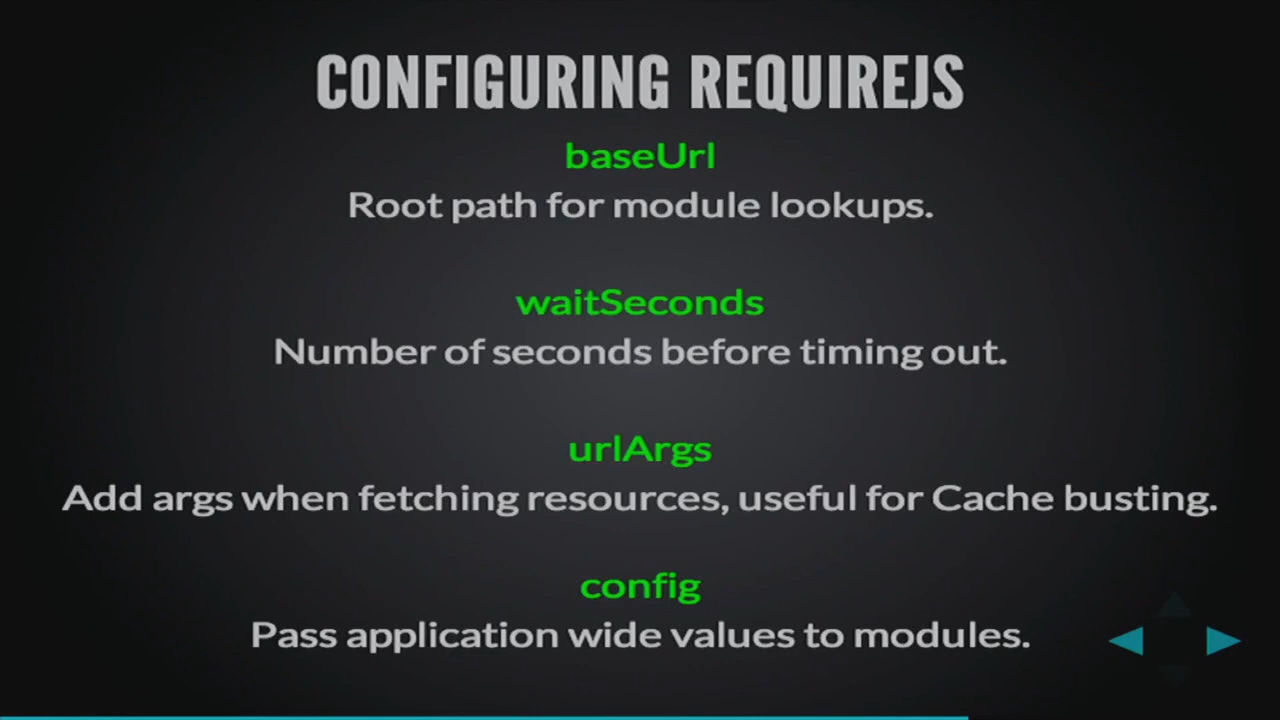 CONFIGURING REQUIREJS
baseUrl
Root path for module lookups.
waitSeconds
Number of seconds before timing out.
urlArgs
Add args when fetching resources, useful for Cache busting.
config
Pass application wide values to modules.